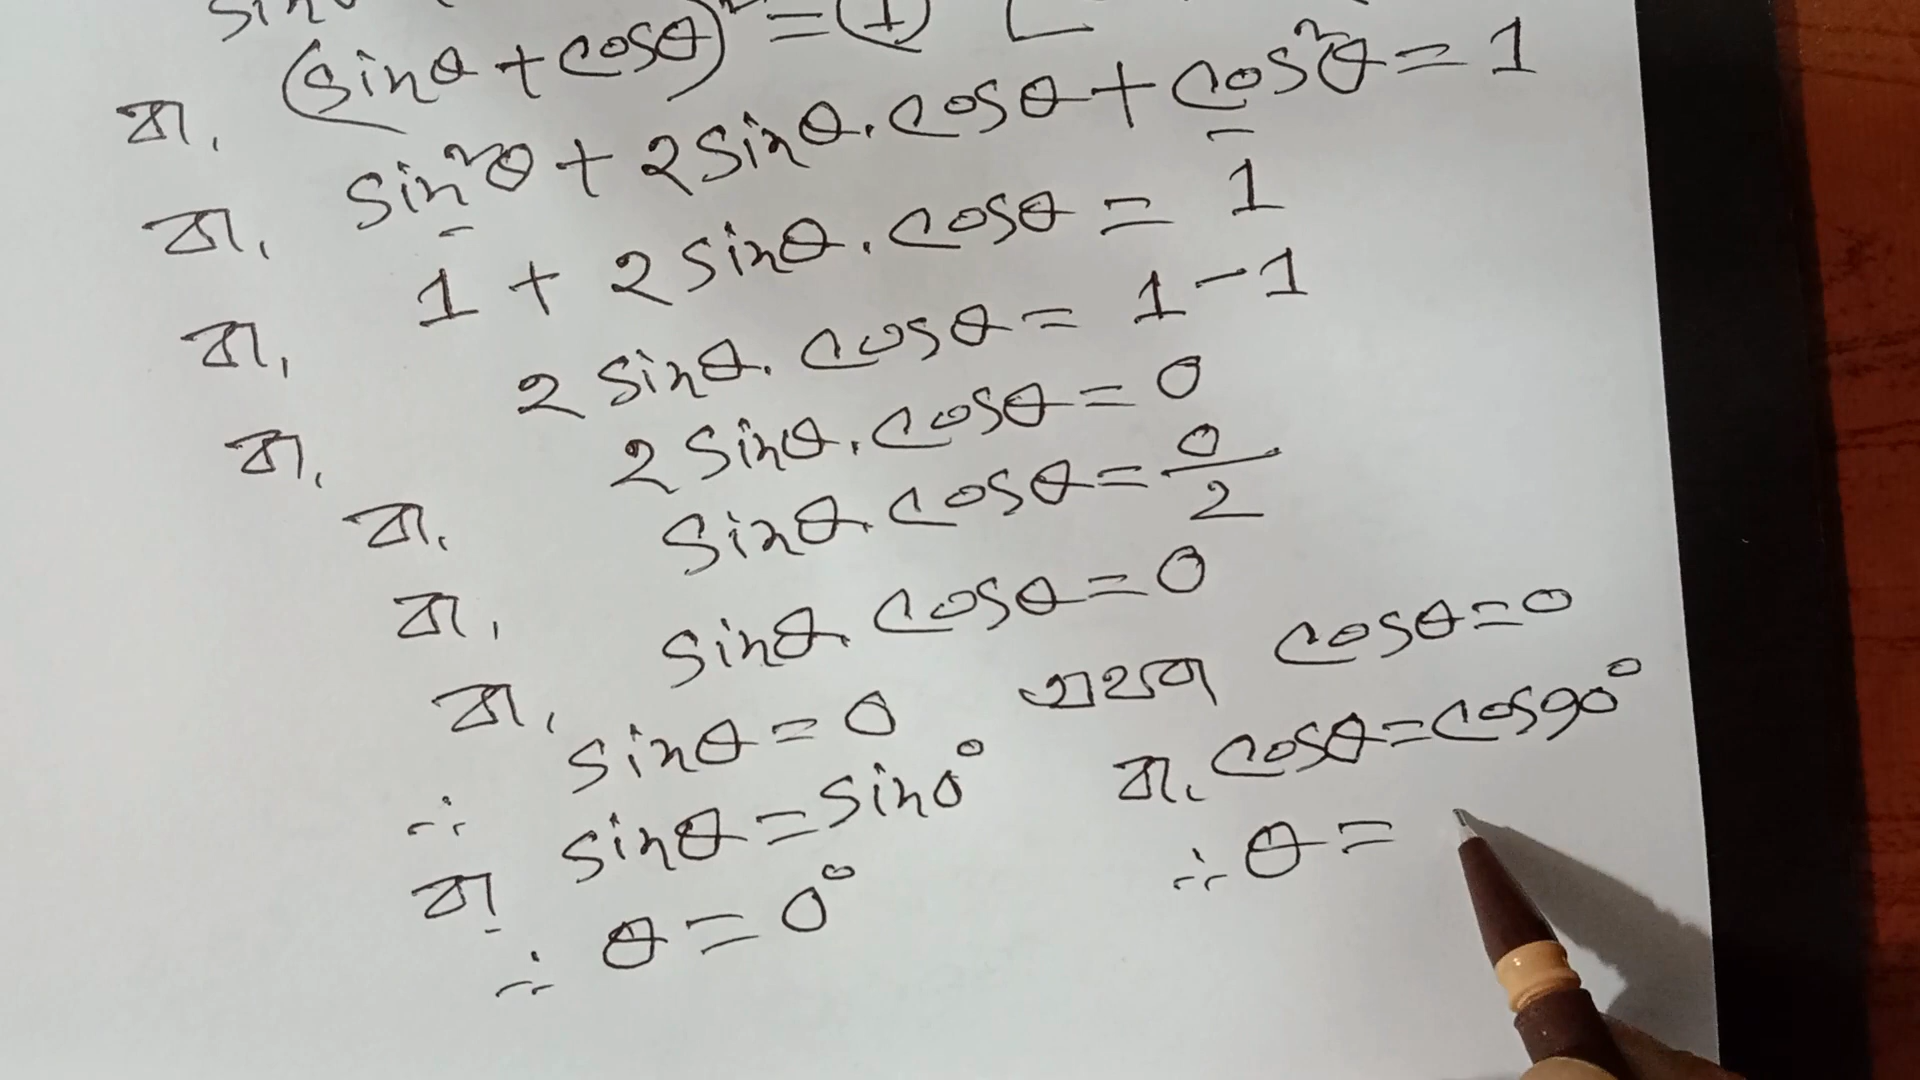 sinθ
বা, (sinθ + cosθ)² = (1)
বা, sin²θ + 2sinθ.cosθ + cos²θ = 1
বা, 1 + 2sinθ.cosθ = 1
বা, 2sinθ.cosθ = 1-1
বা, 2sinθ.cosθ = 0
বা, sinθ.cosθ = 0/2
বা, sinθ.cosθ = 0
∴ sinθ = 0 অথবা cosθ = 0
বা, sinθ = sin0° বা, cosθ = cos90°
∴ θ = 0° ∴ θ =